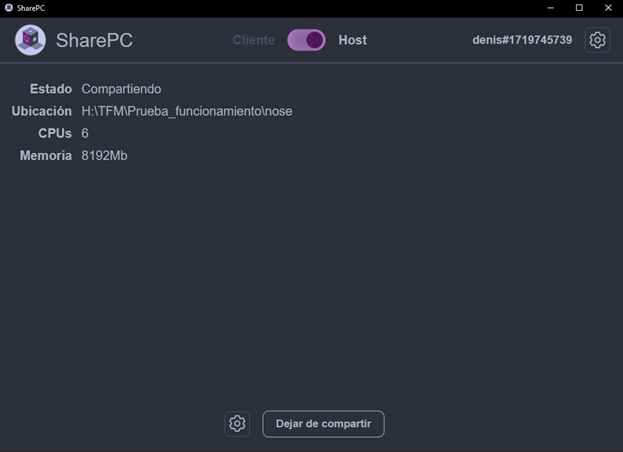 SharePC
SharePC
Cliente
Host
denis#1719745739
Estado Compartiendo
Ubicación H:\TFM\Prueba_funcionamiento\nose
CPUs 6
Memoria 8192Mb
Dejar de compartir